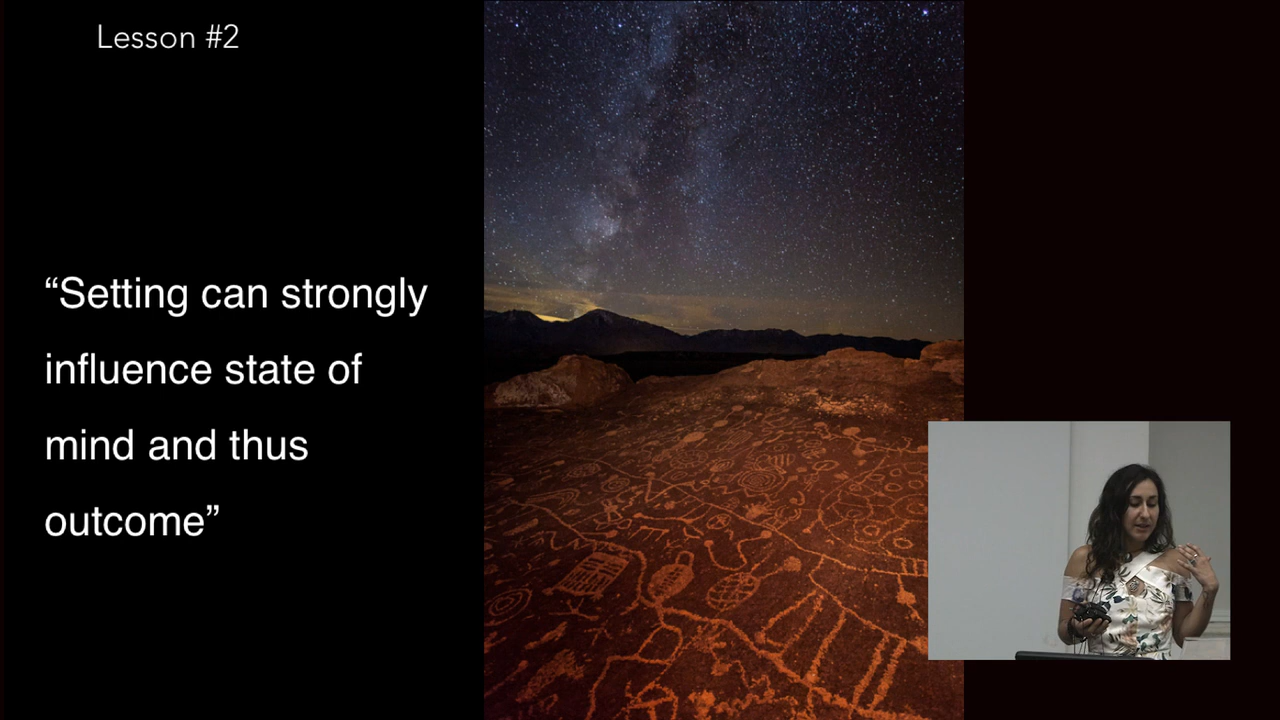 Lesson #2
“Setting can strongly
influence state of
mind and thus
outcome”